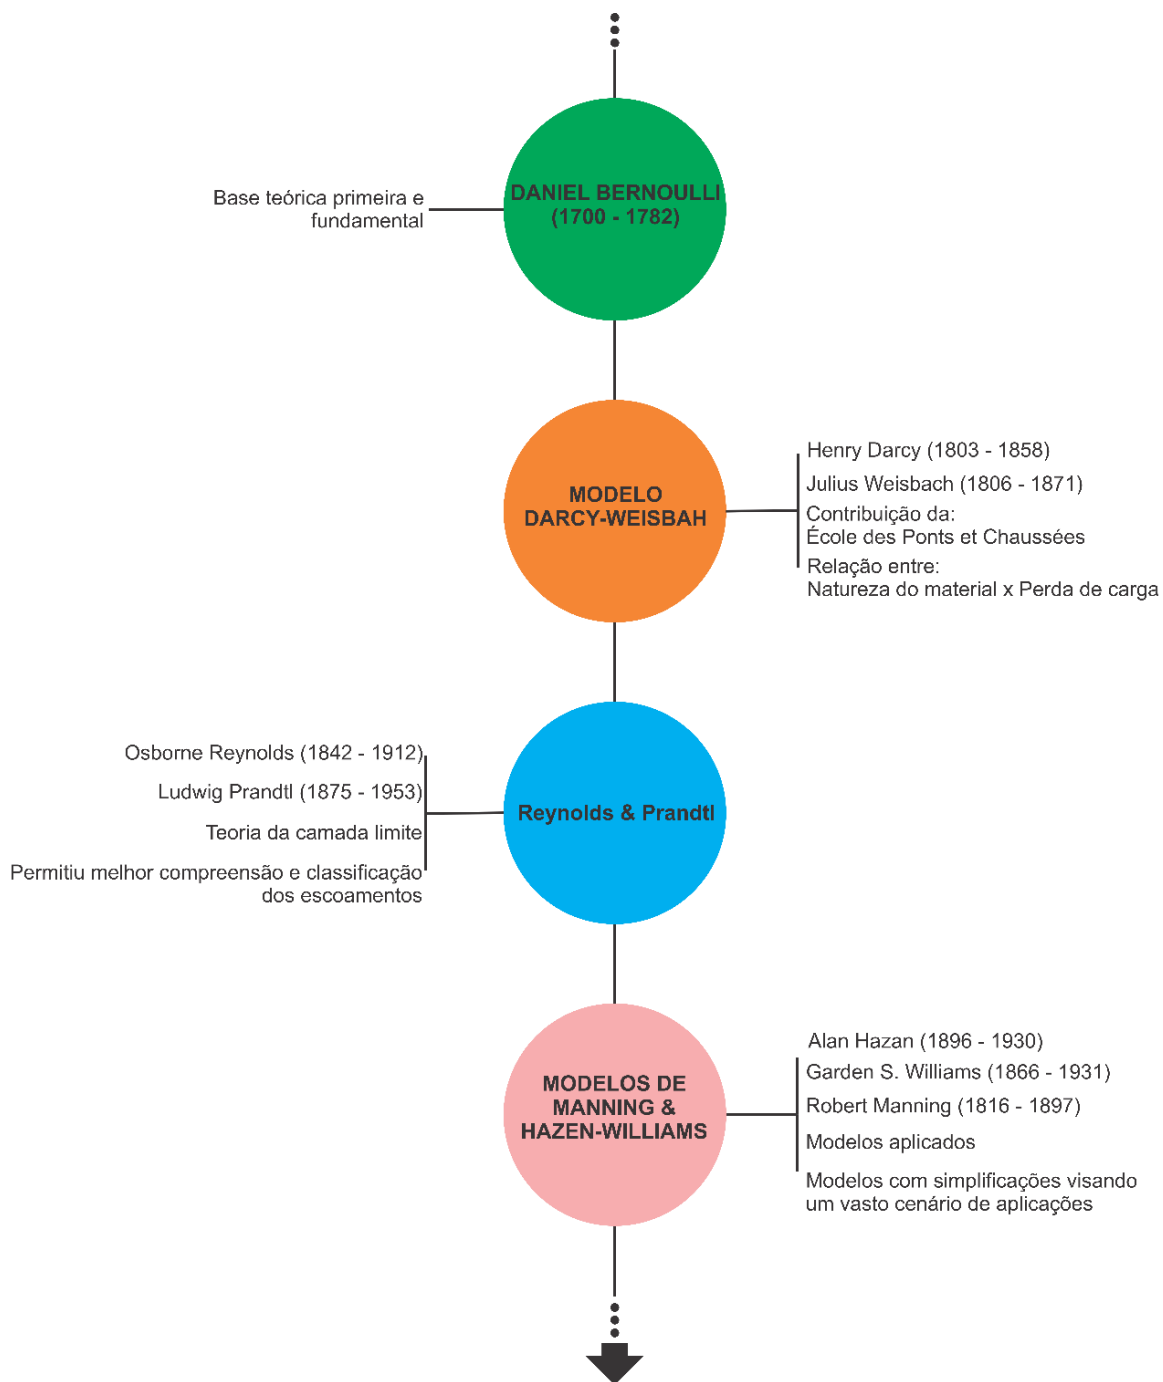 Base teórica primeira e
fundamental
DANIEL BERNOULLI
(1700 - 1782)
MODELO
DARCY-WEISBAH
Henry Darcy (1803 - 1858)
Julius Weisbach (1806 - 1871)
Contribuição da:
École des Ponts et Chaussées
Relação entre:
Natureza do material x Perda de carga
Osborne Reynolds (1842 - 1912)
Ludwig Prandtl (1875 - 1953)
Teoria da camada limite
Permitiu melhor compreensão e classificação
dos escoamentos
Reynolds & Prandtl
MODELOS DE
MANNING &
HAZEN-WILLIAMS
Alan Hazan (1896 - 1930)
Garden S. Williams (1866 - 1931)
Robert Manning (1816 - 1897)
Modelos aplicados
Modelos com simplificações visando
um vasto cenário de aplicações